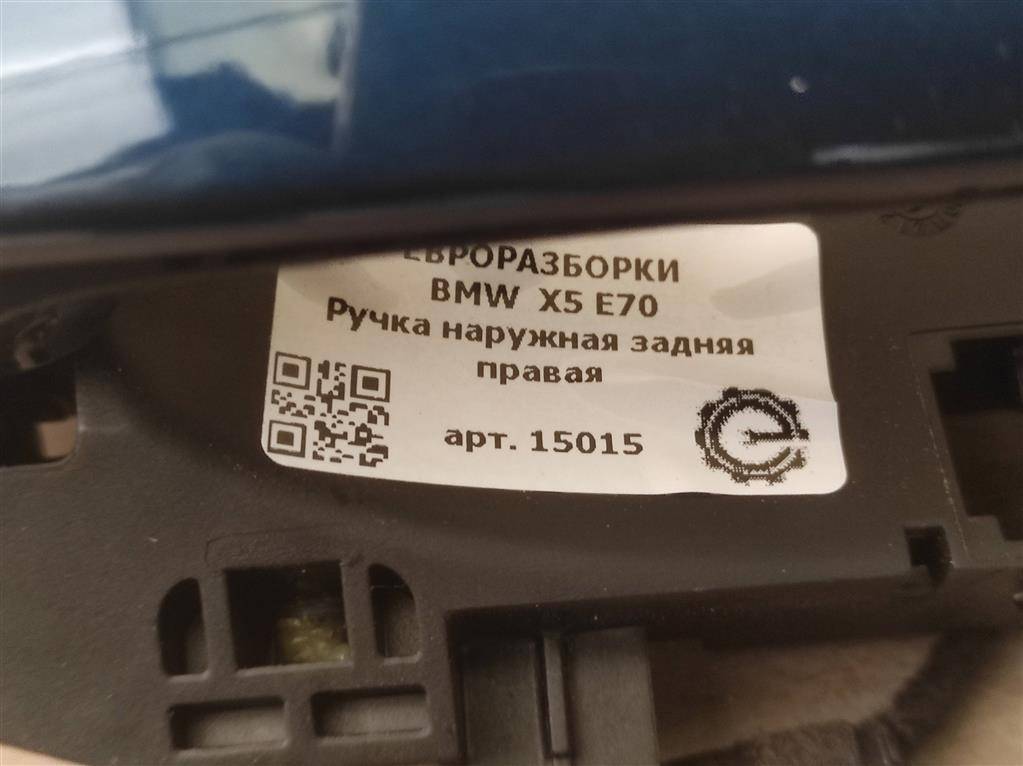 ЕВРОРАЗБОРКИ
BMW X5 E70
Ручка наружная задняя
правая
арт. 15015